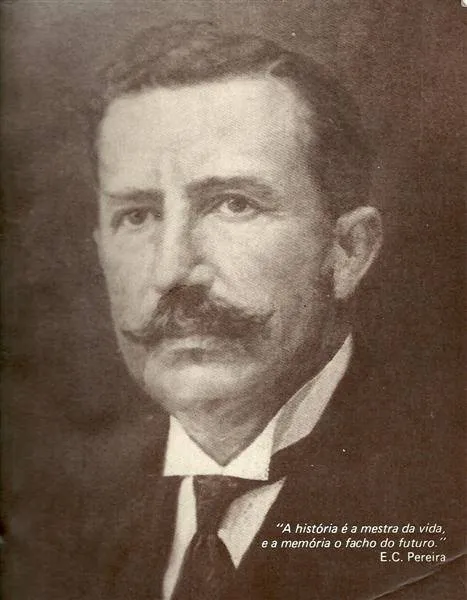 "A história é a mestra da vida,
e a memória o facho do futuro."
E.C. Pereira